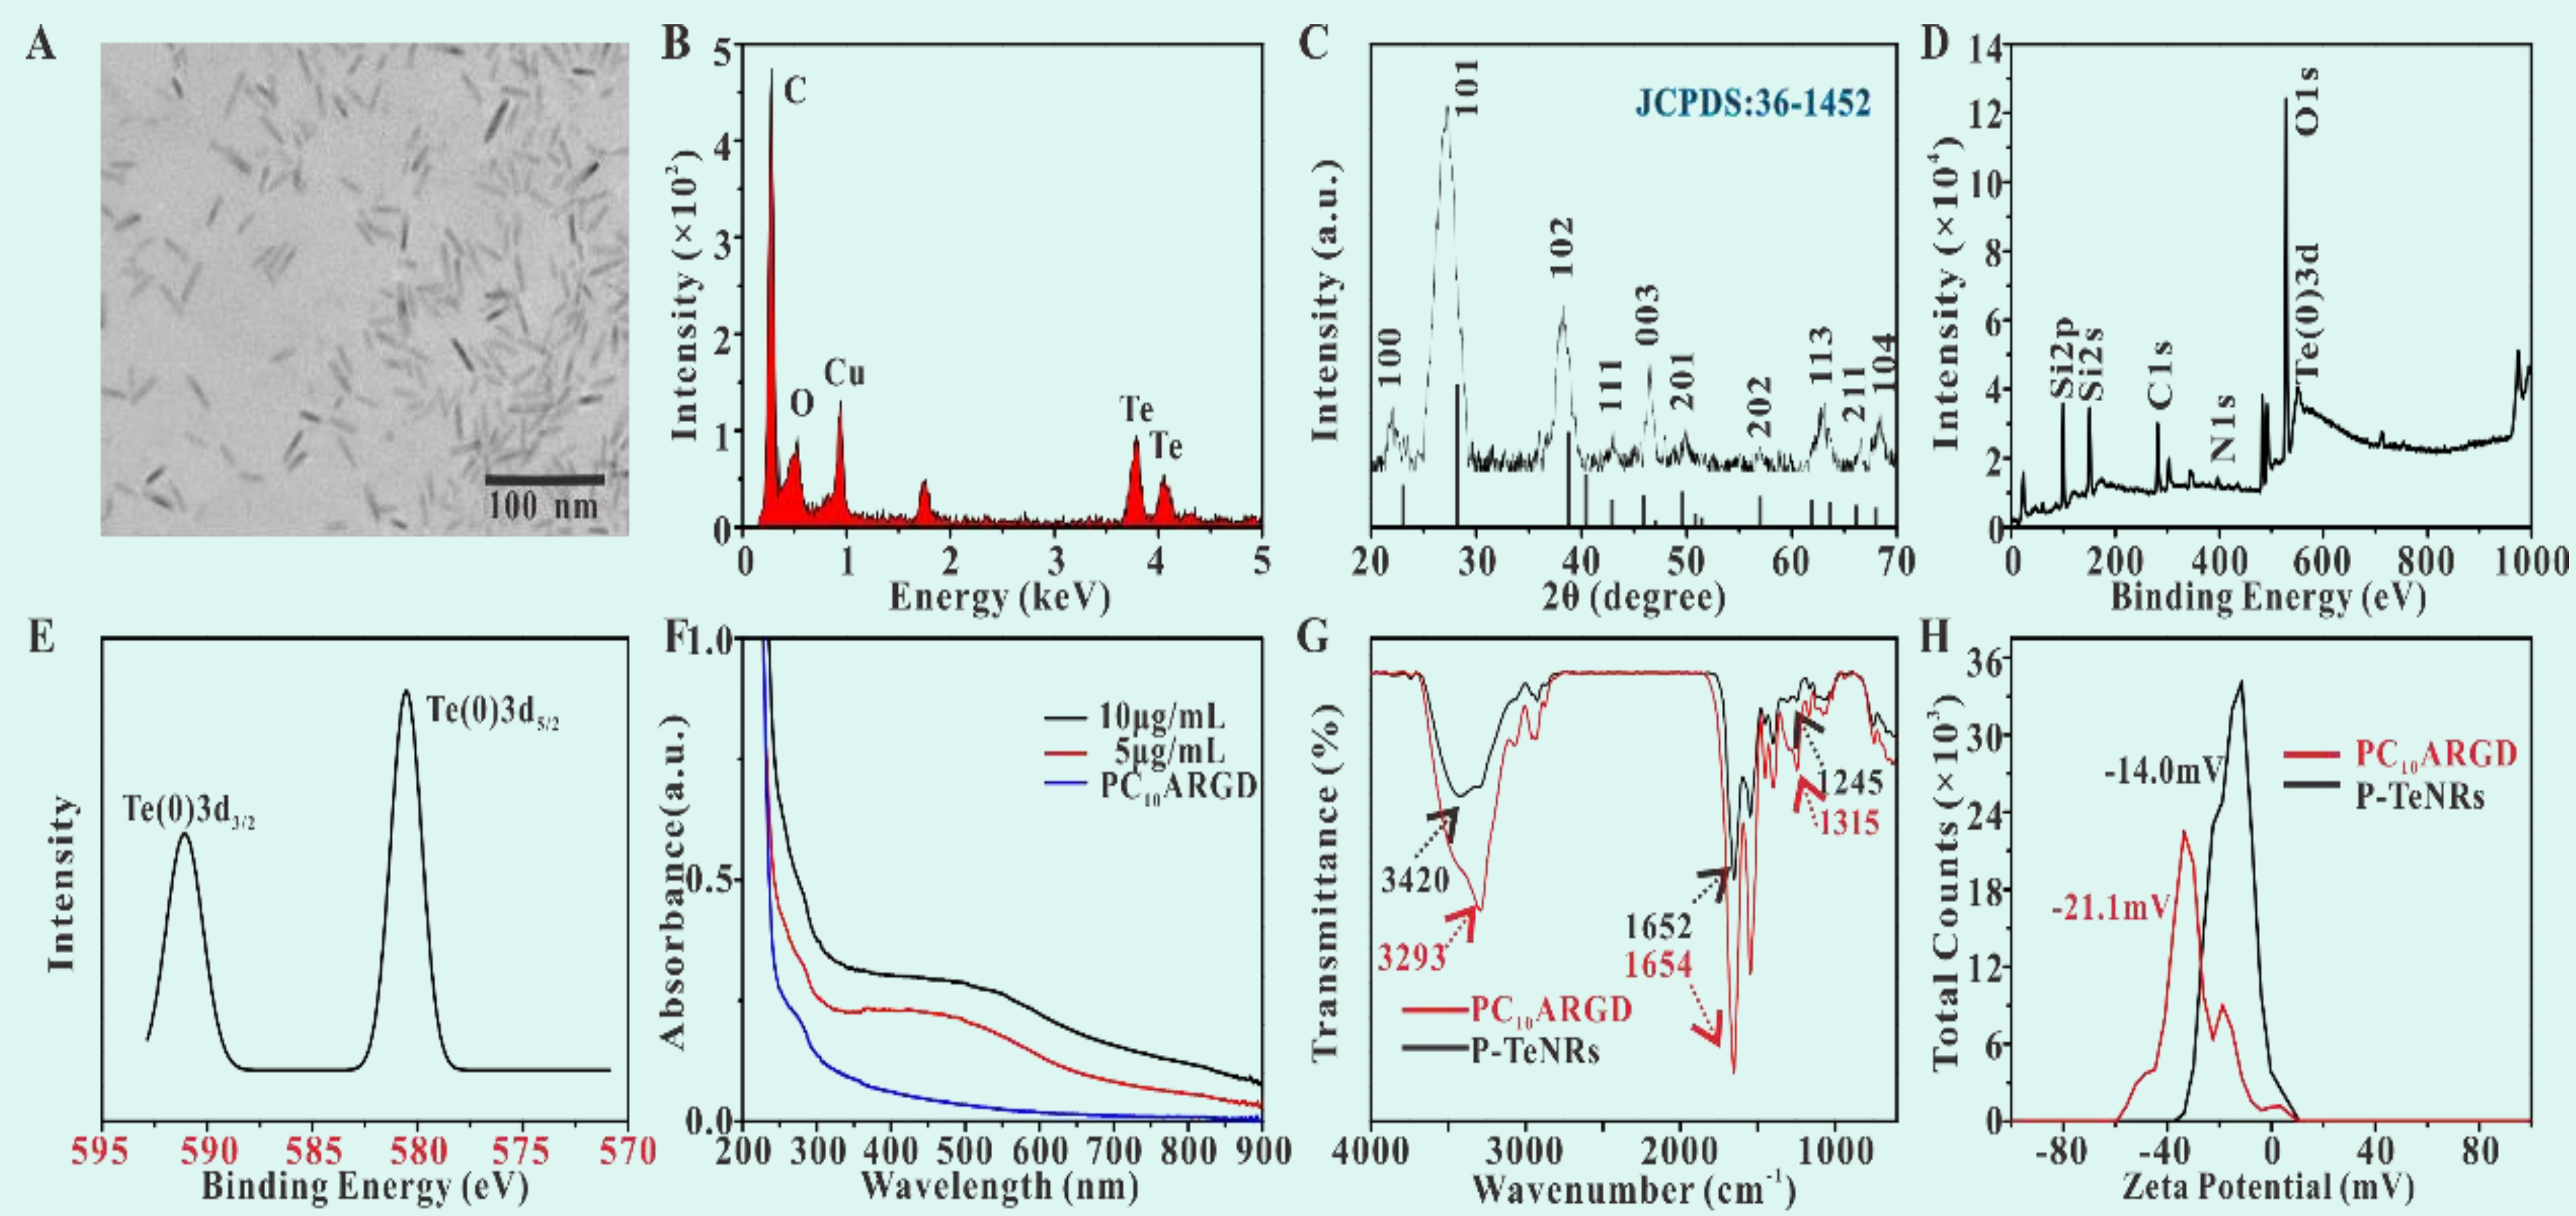 A
100 nm
B
5
4
3
2
1
0
Intensity (×10²)
C
O
Cu
Te
Te
0 1 2 3 4 5
Energy (keV)
C
Intensity (a.u.)
JCPDS:36-1452
100
101
102
111
003
201
202
113
211
104
20 30 40 50 60 70
2θ (degree)
D
14
12
10
8
6
4
2
0
Intensity (×10⁴)
Si2p
Si2s
C1s
N1s
O1s
Te(0)3d
0 200 400 600 800 1000
Binding Energy (eV)
E
Intensity
Te(0)3d₃/₂
Te(0)3d₅/₂
595 590 585 580 575 570
Binding Energy (eV)
F
1.0
0.5
0.0
Absorbance(a.u.)
10μg/mL
5μg/mL
PC₁₀ARGD
200 300 400 500 600 700 800 900
Wavelength (nm)
G
Transmittance (%)
3420
3293
1652
1654
1245
1315
PC₁₀ARGD
P-TeNRs
4000 3000 2000 1000
Wavenumber (cm⁻¹)
H
36
30
24
18
12
6
0
Total Counts (×10³)
-14.0mV
-21.1mV
PC₁₀ARGD
P-TeNRs
-80 -40 0 40 80
Zeta Potential (mV)